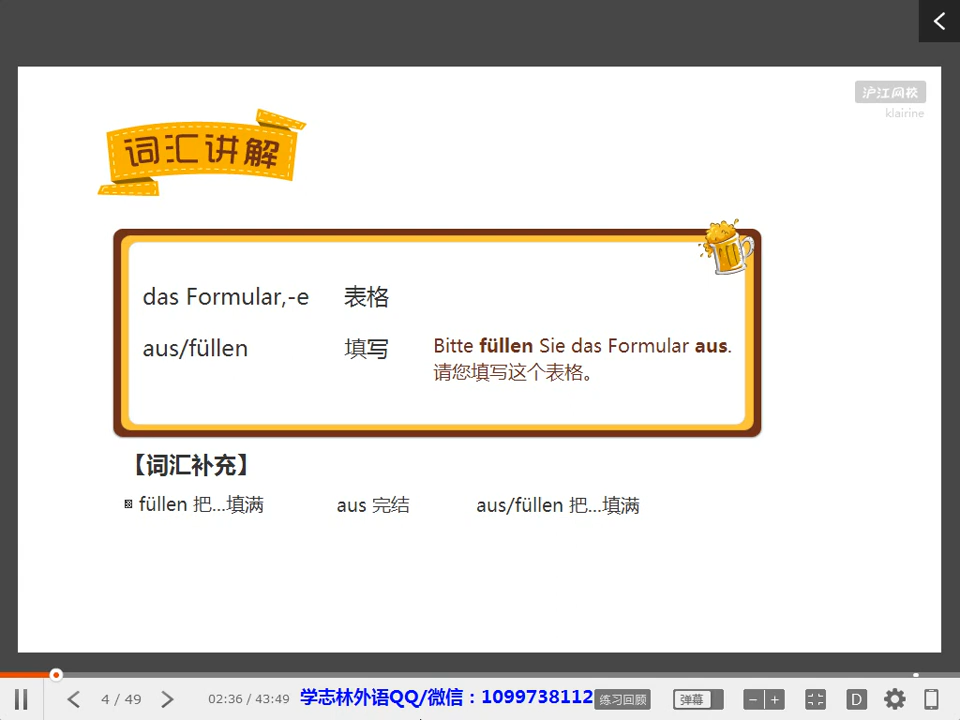 沪江网校
klairine
词汇讲解
das Formular,-e 表格
aus/füllen 填写 Bitte füllen Sie das Formular aus.
请您填写这个表格。
【词汇补充】
füllen 把...填满 aus 完结 aus/füllen 把...填满
4 / 49 02:36 / 43:49 学志林外语QQ/微信：1099738112 练习回顾 弹幕 D